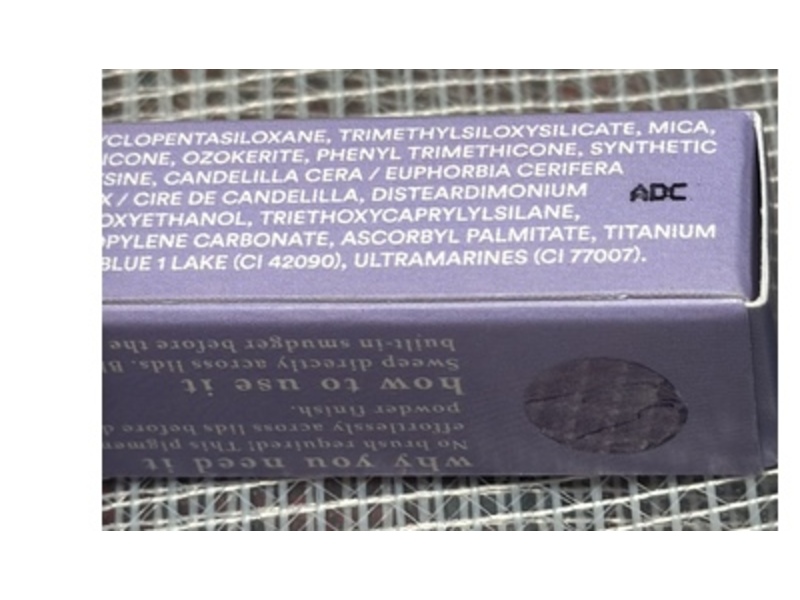 YCLOPENTASILOXANE, TRIMETHYLSILOXYSILICATE, MICA,
ICONE, OZOKERITE, PHENYL TRIMETHICONE, SYNTHETIC
SINE, CANDELILLA CERA / EUPHORBIA CERIFERA
X / CIRE DE CANDELILLA, DISTEARDIMONIUM
ADC
OXYETHANOL, TRIETHOXYCAPRYLYLSILANE,
PYLENE CARBONATE, ASCORBYL PALMITATE, TITANIUM
BLUE 1 LAKE (CI 42090), ULTRAMARINES (CI 77007).
why you need it
No brush required! This pigmen
effortlessly across lids before d
powder finish.
how to use it
Sweep directly across lids. Bl
built-in smudger before the